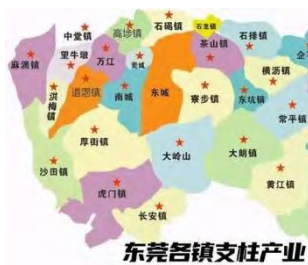 石碣镇
石龙镇
中堂镇
高埗镇
望牛墩
茶山镇
石排镇
麻涌镇
万江
莞城
企
横沥镇
道滘镇
洪梅镇
南城
东城
寮步镇
东坑镇
常平镇
厚街镇
大岭山
大朗镇
沙田镇
黄江镇
虎门镇
长安镇
东莞各镇支柱产业